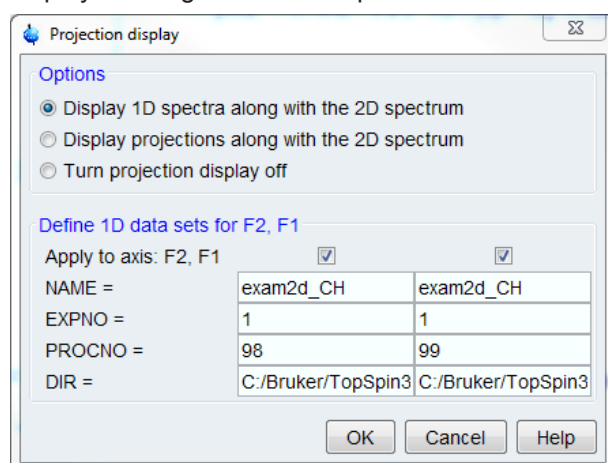 Projection display
Options
Display 1D spectra along with the 2D spectrum
Display projections along with the 2D spectrum
Turn projection display off
Define 1D data sets for F2, F1
Apply to axis: F2, F1
NAME = exam2d_CH exam2d_CH
EXPNO = 1 1
PROCNO = 98 99
DIR = C:/Bruker/TopSpin3 C:/Bruker/TopSpin3
OK Cancel Help